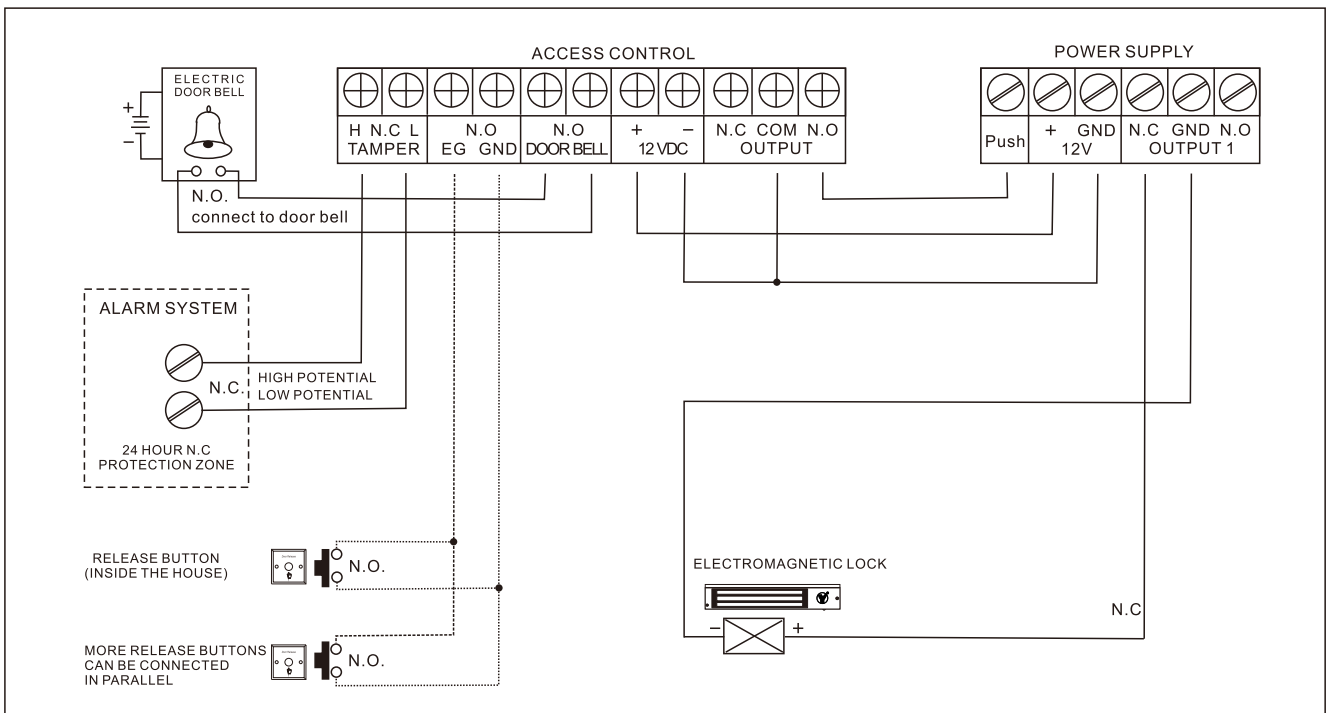 ACCESS CONTROL
POWER SUPPLY
ELECTRIC
DOOR BELL
+
–
N.O.
connect to door bell
H N.C L
TAMPER
N.O
EG GND
N.O
DOOR BELL
+ –
12 VDC
N.C COM N.O
OUTPUT
Push
+ GND
12V
N.C GND N.O
OUTPUT 1
ALARM SYSTEM
N.C.
HIGH POTENTIAL
LOW POTENTIAL
24 HOUR N.C
PROTECTION ZONE
RELEASE BUTTON
(INSIDE THE HOUSE)
N.O.
MORE RELEASE BUTTONS
CAN BE CONNECTED
IN PARALLEL
N.O.
ELECTROMAGNETIC LOCK
– +
N.C